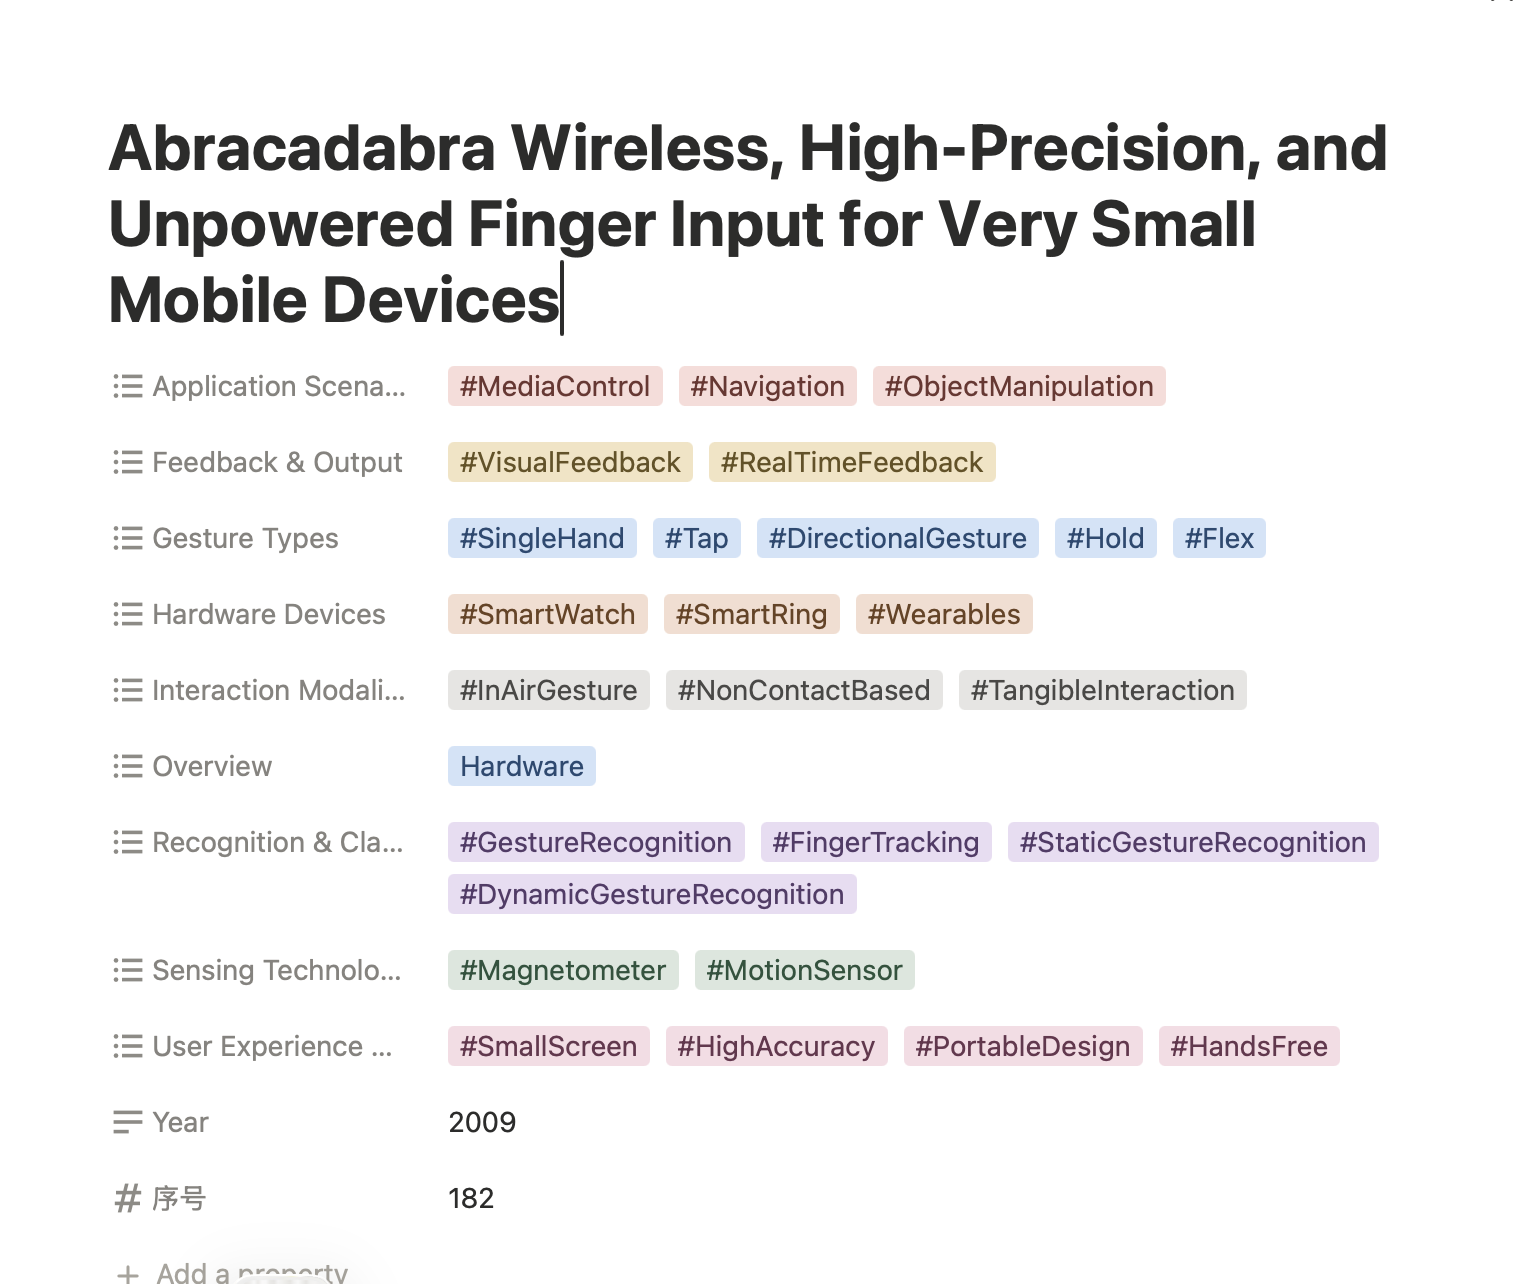 Abracadabra Wireless, High-Precision, and
Unpowered Finger Input for Very Small
Mobile Devices
Application Scena... #MediaControl #Navigation #ObjectManipulation
Feedback & Output #VisualFeedback #RealTimeFeedback
Gesture Types #SingleHand #Tap #DirectionalGesture #Hold #Flex
Hardware Devices #SmartWatch #SmartRing #Wearables
Interaction Modali... #InAirGesture #NonContactBased #TangibleInteraction
Overview Hardware
Recognition & Cla... #GestureRecognition #FingerTracking #StaticGestureRecognition
#DynamicGestureRecognition
Sensing Technolo... #Magnetometer #MotionSensor
User Experience ... #SmallScreen #HighAccuracy #PortableDesign #HandsFree
Year 2009
# 序号 182
+ Add a property